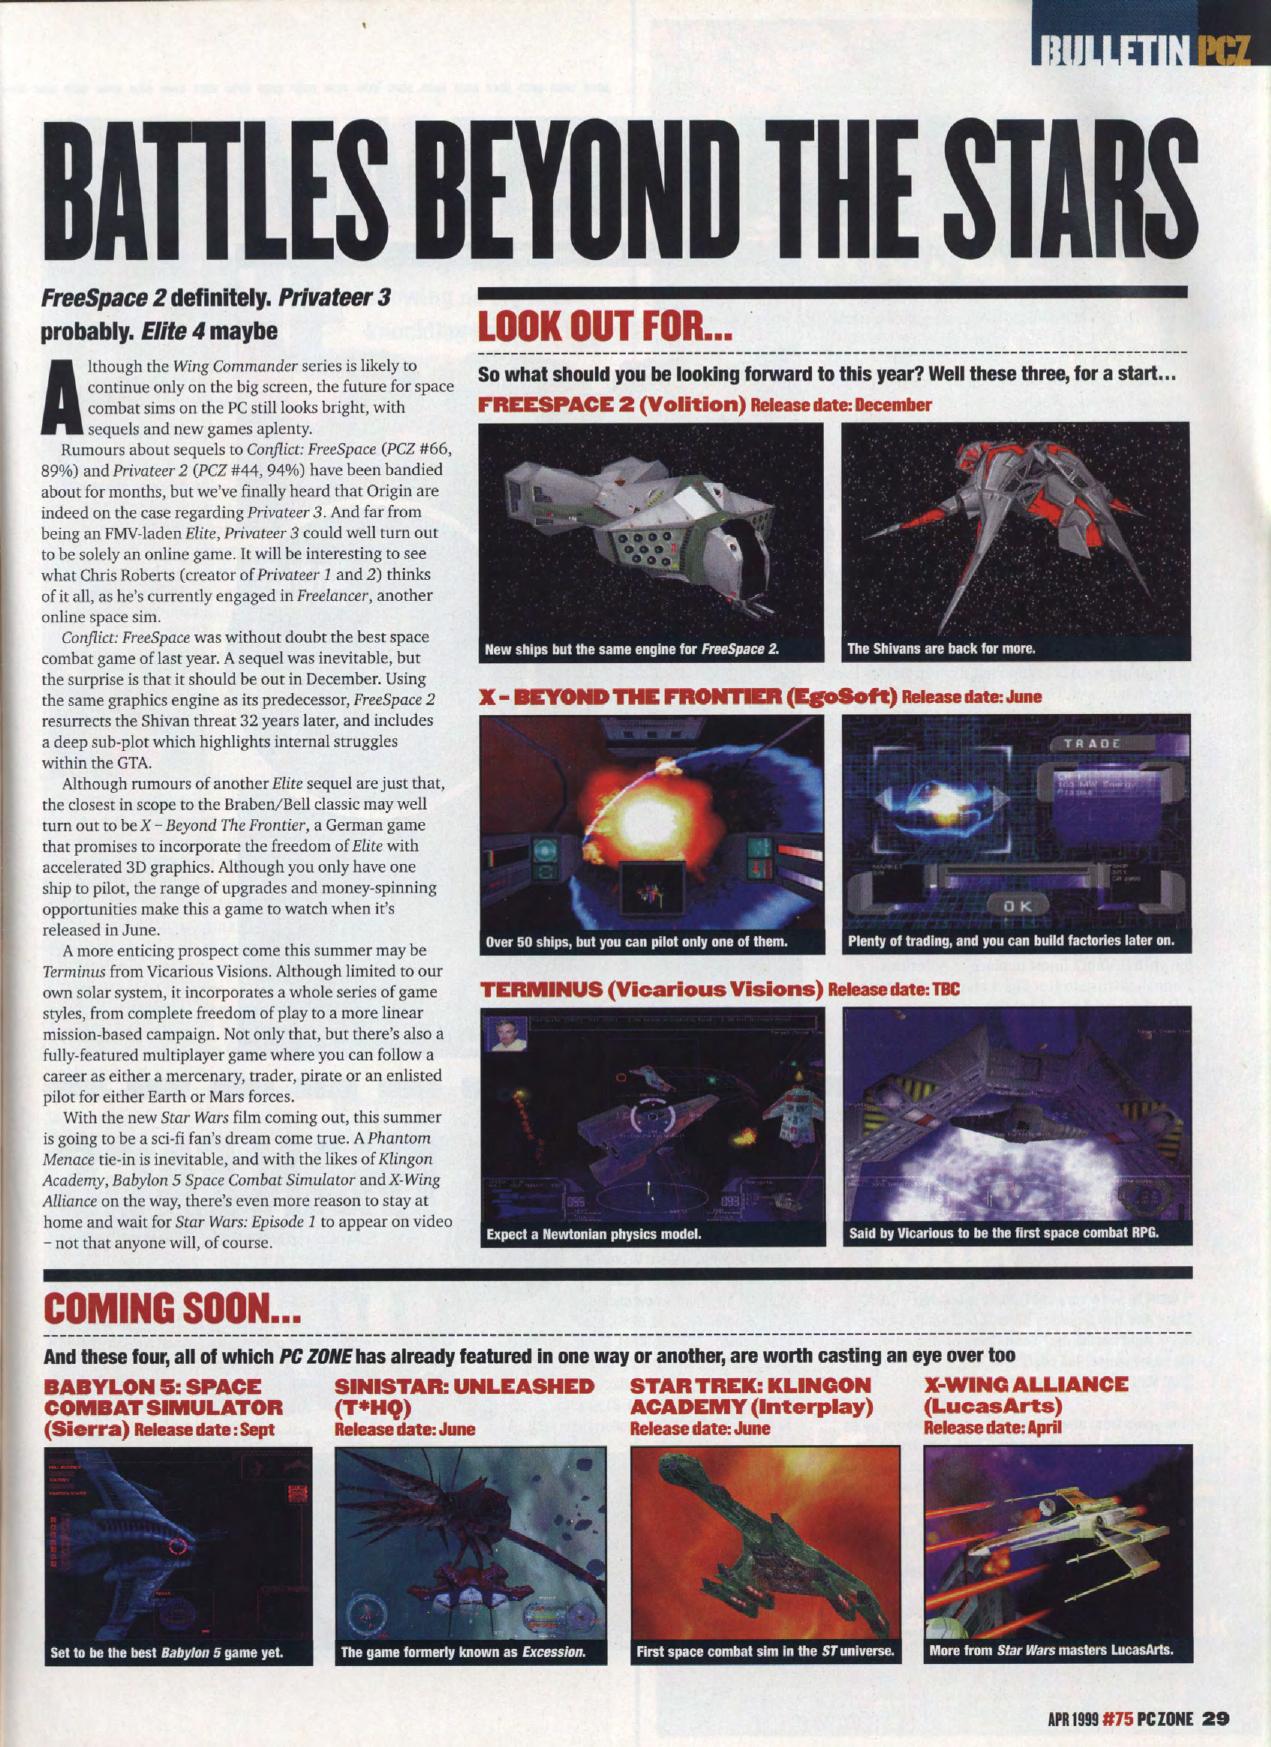 BULLETIN PCZ
BATTLES BEYOND THE STARS
FreeSpace 2 definitely. Privateer 3
probably. Elite 4 maybe
Although the Wing Commander series is likely to
continue only on the big screen, the future for space
combat sims on the PC still looks bright, with
sequels and new games aplenty.
Rumours about sequels to Conflict: FreeSpace (PCZ #66,
89%) and Privateer 2 (PCZ #44, 94%) have been bandied
about for months, but we've finally heard that Origin are
indeed on the case regarding Privateer 3. And far from
being an FMV-laden Elite, Privateer 3 could well turn out
to be solely an online game. It will be interesting to see
what Chris Roberts (creator of Privateer 1 and 2) thinks
of it all, as he's currently engaged in Freelancer, another
online space sim.
Conflict: FreeSpace was without doubt the best space
combat game of last year. A sequel was inevitable, but
the surprise is that it should be out in December. Using
the same graphics engine as its predecessor, FreeSpace 2
resurrects the Shivan threat 32 years later, and includes
a deep sub-plot which highlights internal struggles
within the GTA.
Although rumours of another Elite sequel are just that,
the closest in scope to the Braben/Bell classic may well
turn out to be X – Beyond The Frontier, a German game
that promises to incorporate the freedom of Elite with
accelerated 3D graphics. Although you only have one
ship to pilot, the range of upgrades and money-spinning
opportunities make this a game to watch when it's
released in June.
A more enticing prospect come this summer may be
Terminus from Vicarious Visions. Although limited to our
own solar system, it incorporates a whole series of game
styles, from complete freedom of play to a more linear
mission-based campaign. Not only that, but there's also a
fully-featured multiplayer game where you can follow a
career as either a mercenary, trader, pirate or an enlisted
pilot for either Earth or Mars forces.
With the new Star Wars film coming out, this summer
is going to be a sci-fi fan's dream come true. A Phantom
Menace tie-in is inevitable, and with the likes of Klingon
Academy, Babylon 5 Space Combat Simulator and X-Wing
Alliance on the way, there's even more reason to stay at
home and wait for Star Wars: Episode 1 to appear on video
– not that anyone will, of course.
LOOK OUT FOR...
So what should you be looking forward to this year? Well these three, for a start...
FREESPACE 2 (Volition) Release date: December
New ships but the same engine for FreeSpace 2.
The Shivans are back for more.
X – BEYOND THE FRONTIER (EgoSoft) Release date: June
TRADE
OK
Over 50 ships, but you can pilot only one of them.
Plenty of trading, and you can build factories later on.
TERMINUS (Vicarious Visions) Release date: TBC
Expect a Newtonian physics model.
Said by Vicarious to be the first space combat RPG.
COMING SOON...
And these four, all of which PC ZONE has already featured in one way or another, are worth casting an eye over too
BABYLON 5: SPACE
COMBAT SIMULATOR
(Sierra) Release date: Sept
Set to be the best Babylon 5 game yet.
SINISTAR: UNLEASHED
(T*HQ)
Release date: June
The game formerly known as Excession.
STAR TREK: KLINGON
ACADEMY (Interplay)
Release date: June
First space combat sim in the ST universe.
X-WING ALLIANCE
(LucasArts)
Release date: April
More from Star Wars masters LucasArts.
APR 1999 #75 PC ZONE 29